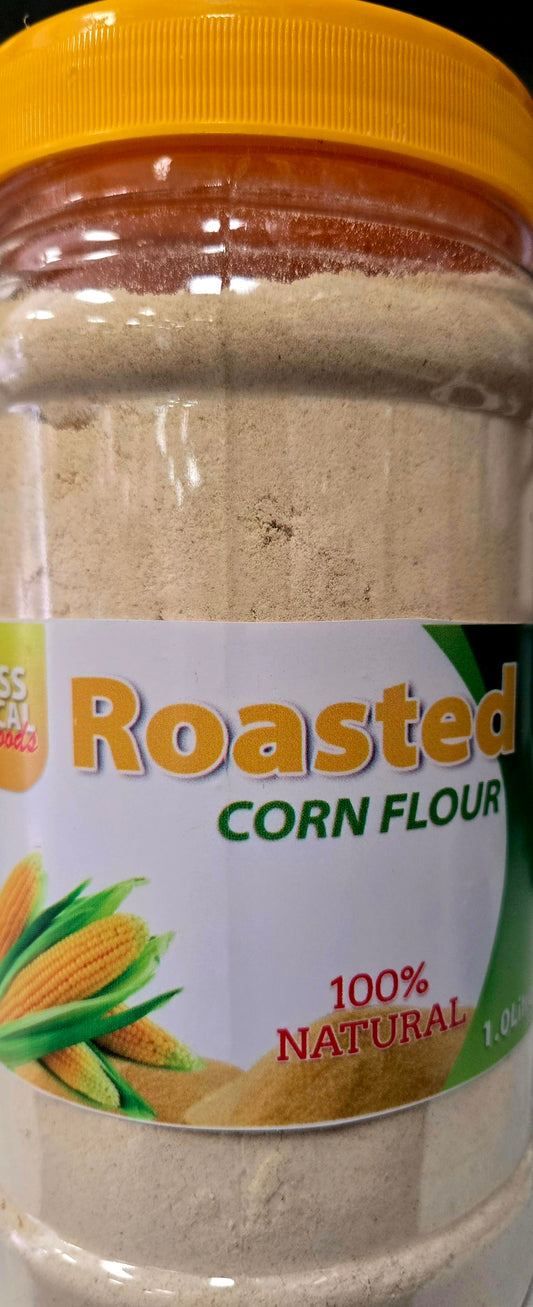 Roasted
CORN FLOUR
100%
NATURAL